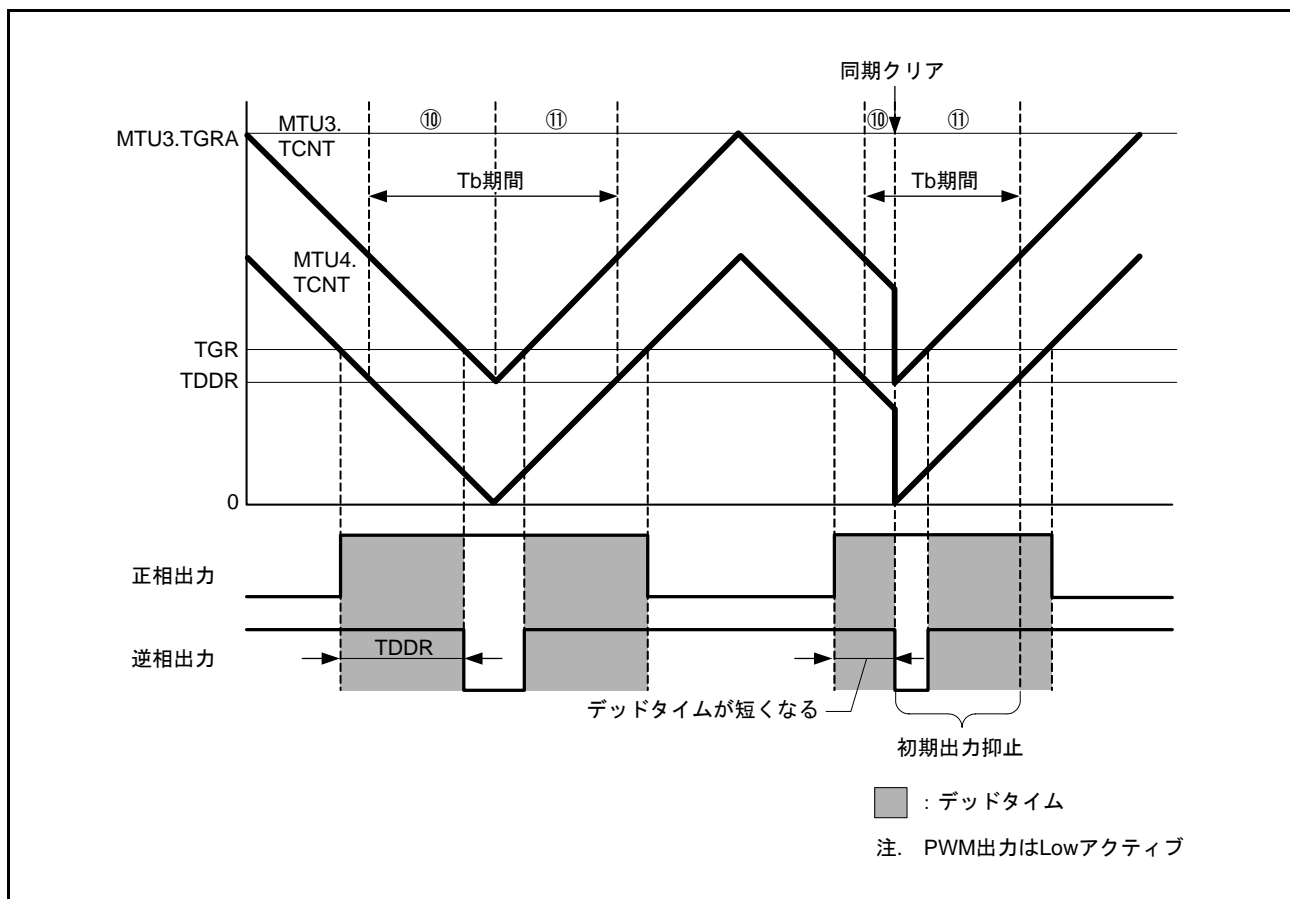 同期クリア
⑩ ⑪ ⑩ ⑪
MTU3.TGRA
MTU3.
TCNT
Tb期間 Tb期間
MTU4.
TCNT
TGR
TDDR
0
正相出力
逆相出力
TDDR
デッドタイムが短くなる
初期出力抑止
：デッドタイム
注. PWM出力はLowアクティブ